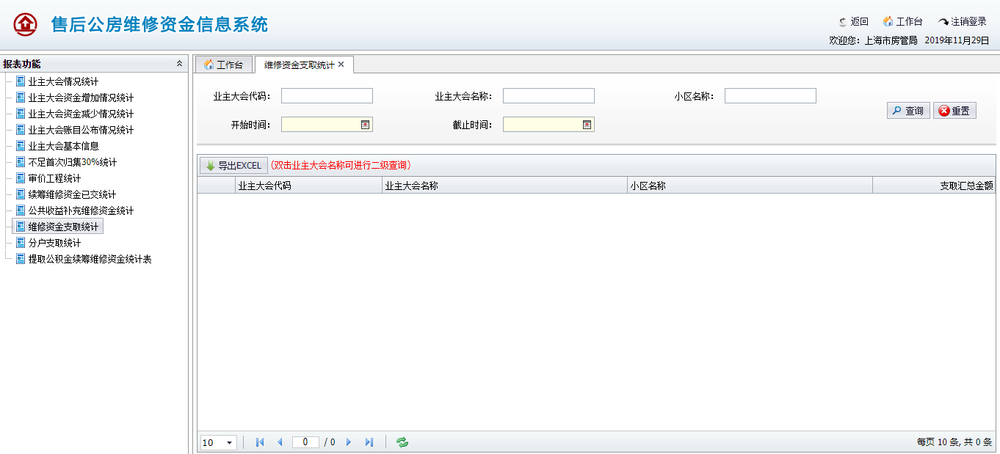 售后公房维修资金信息系统
返回 工作台 注销登录
欢迎您：上海市房管局 2019年11月29日
报表功能
业主大会情况统计
业主大会资金增加情况统计
业主大会资金减少情况统计
业主大会账目公布情况统计
业主大会基本信息
不足首次归集30%统计
审价工程统计
续筹维修资金已交统计
公共收益补充维修资金统计
维修资金支取统计
分户支取统计
提取公积金续筹维修资金统计表
工作台 维修资金支取统计
业主大会代码： 业主大会名称： 小区名称：
开始时间： 截止时间：
查询 重置
导出EXCEL (双击业主大会名称可进行二级查询)
业主大会代码 业主大会名称 小区名称 支取汇总金额
10 0 / 0 每页 10 条, 共 0 条